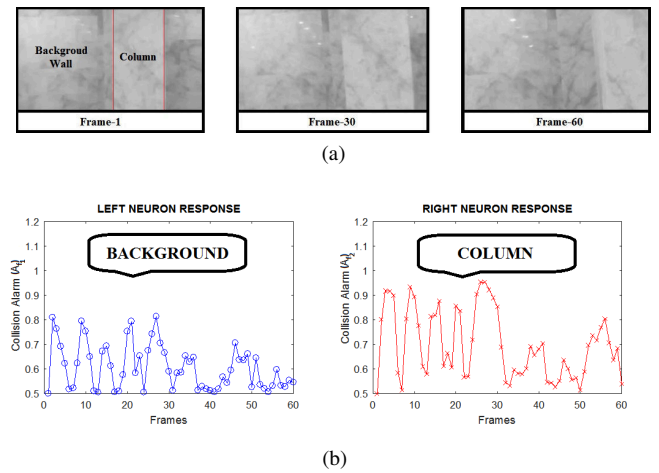 Backgroud
Wall
Column
Frame-1
Frame-30
Frame-60
(a)
LEFT NEURON RESPONSE
1.2
1.1
1
0.9
0.8
0.7
0.6
0.5
Collision Alarm (A_f1)
BACKGROUND
0 10 20 30 40 50 60
Frames
RIGHT NEURON RESPONSE
1.2
1.1
1
0.9
0.8
0.7
0.6
0.5
Collision Alarm (A_f2)
COLUMN
0 10 20 30 40 50 60
Frames
(b)